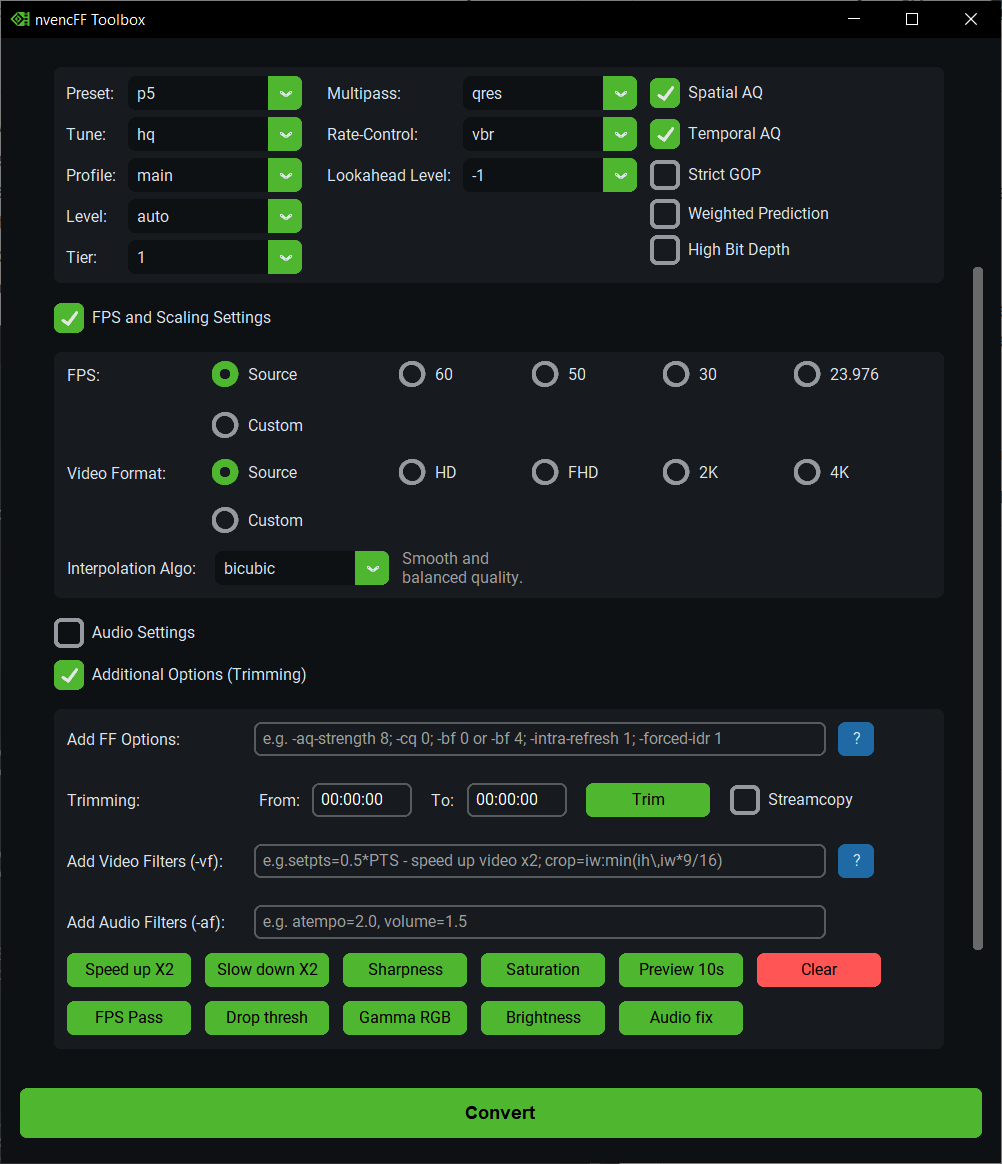 nvencFF Toolbox
Preset: p5 Multipass: qres Spatial AQ
Tune: hq Rate-Control: vbr Temporal AQ
Profile: main Lookahead Level: -1 Strict GOP
Level: auto Weighted Prediction
Tier: 1 High Bit Depth
FPS and Scaling Settings
FPS: Source 60 50 30 23.976
Custom
Video Format: Source HD FHD 2K 4K
Custom
Interpolation Algo: bicubic Smooth and
balanced quality.
Audio Settings
Additional Options (Trimming)
Add FF Options: e.g. -aq-strength 8; -cq 0; -bf 0 or -bf 4; -intra-refresh 1; -forced-idr 1 ?
Trimming: From: 00:00:00 To: 00:00:00 Trim Streamcopy
Add Video Filters (-vf): e.g.setpts=0.5*PTS - speed up video x2; crop=iw:min(ih\,iw*9/16) ?
Add Audio Filters (-af): e.g. atempo=2.0, volume=1.5
Speed up X2 Slow down X2 Sharpness Saturation Preview 10s Clear
FPS Pass Drop thresh Gamma RGB Brightness Audio fix
Convert